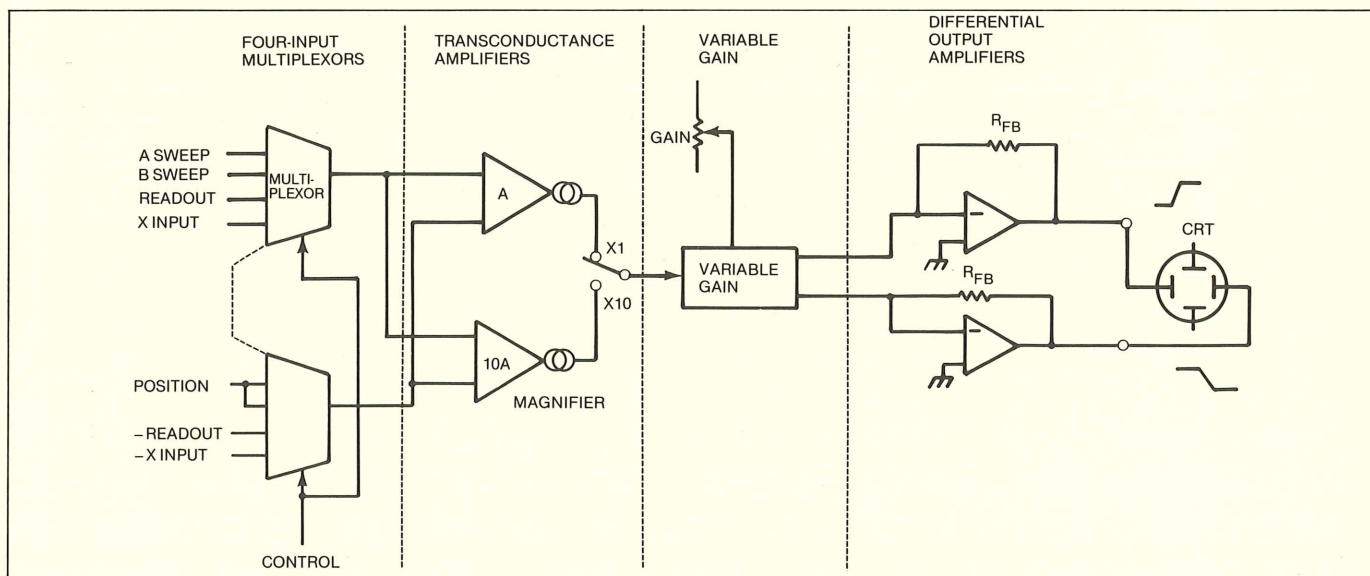 FOUR-INPUT
MULTIPLEXORS
TRANSCONDUCTANCE
AMPLIFIERS
VARIABLE
GAIN
DIFFERENTIAL
OUTPUT
AMPLIFIERS
A SWEEP
B SWEEP
READOUT
X INPUT
MULTI-
PLEXOR
A
X1
X10
10A
MAGNIFIER
GAIN
VARIABLE
GAIN
RFB
–
RFB
–
CRT
POSITION
– READOUT
– X INPUT
CONTROL